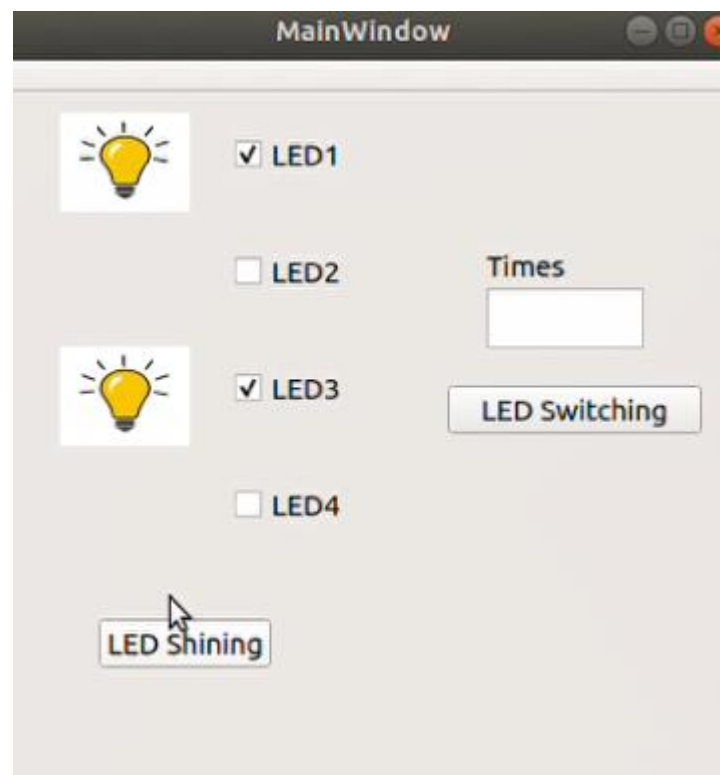 MainWindow
LED1
LED2
Times
LED3
LED Switching
LED4
LED Shining